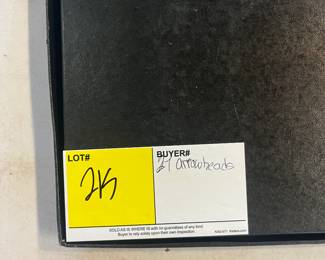 LOT#
BUYER#
27 arrowheads
SOLD AS IS WHERE IS with no guarantees of any kind.
Buyer to rely solely upon their own inspection.